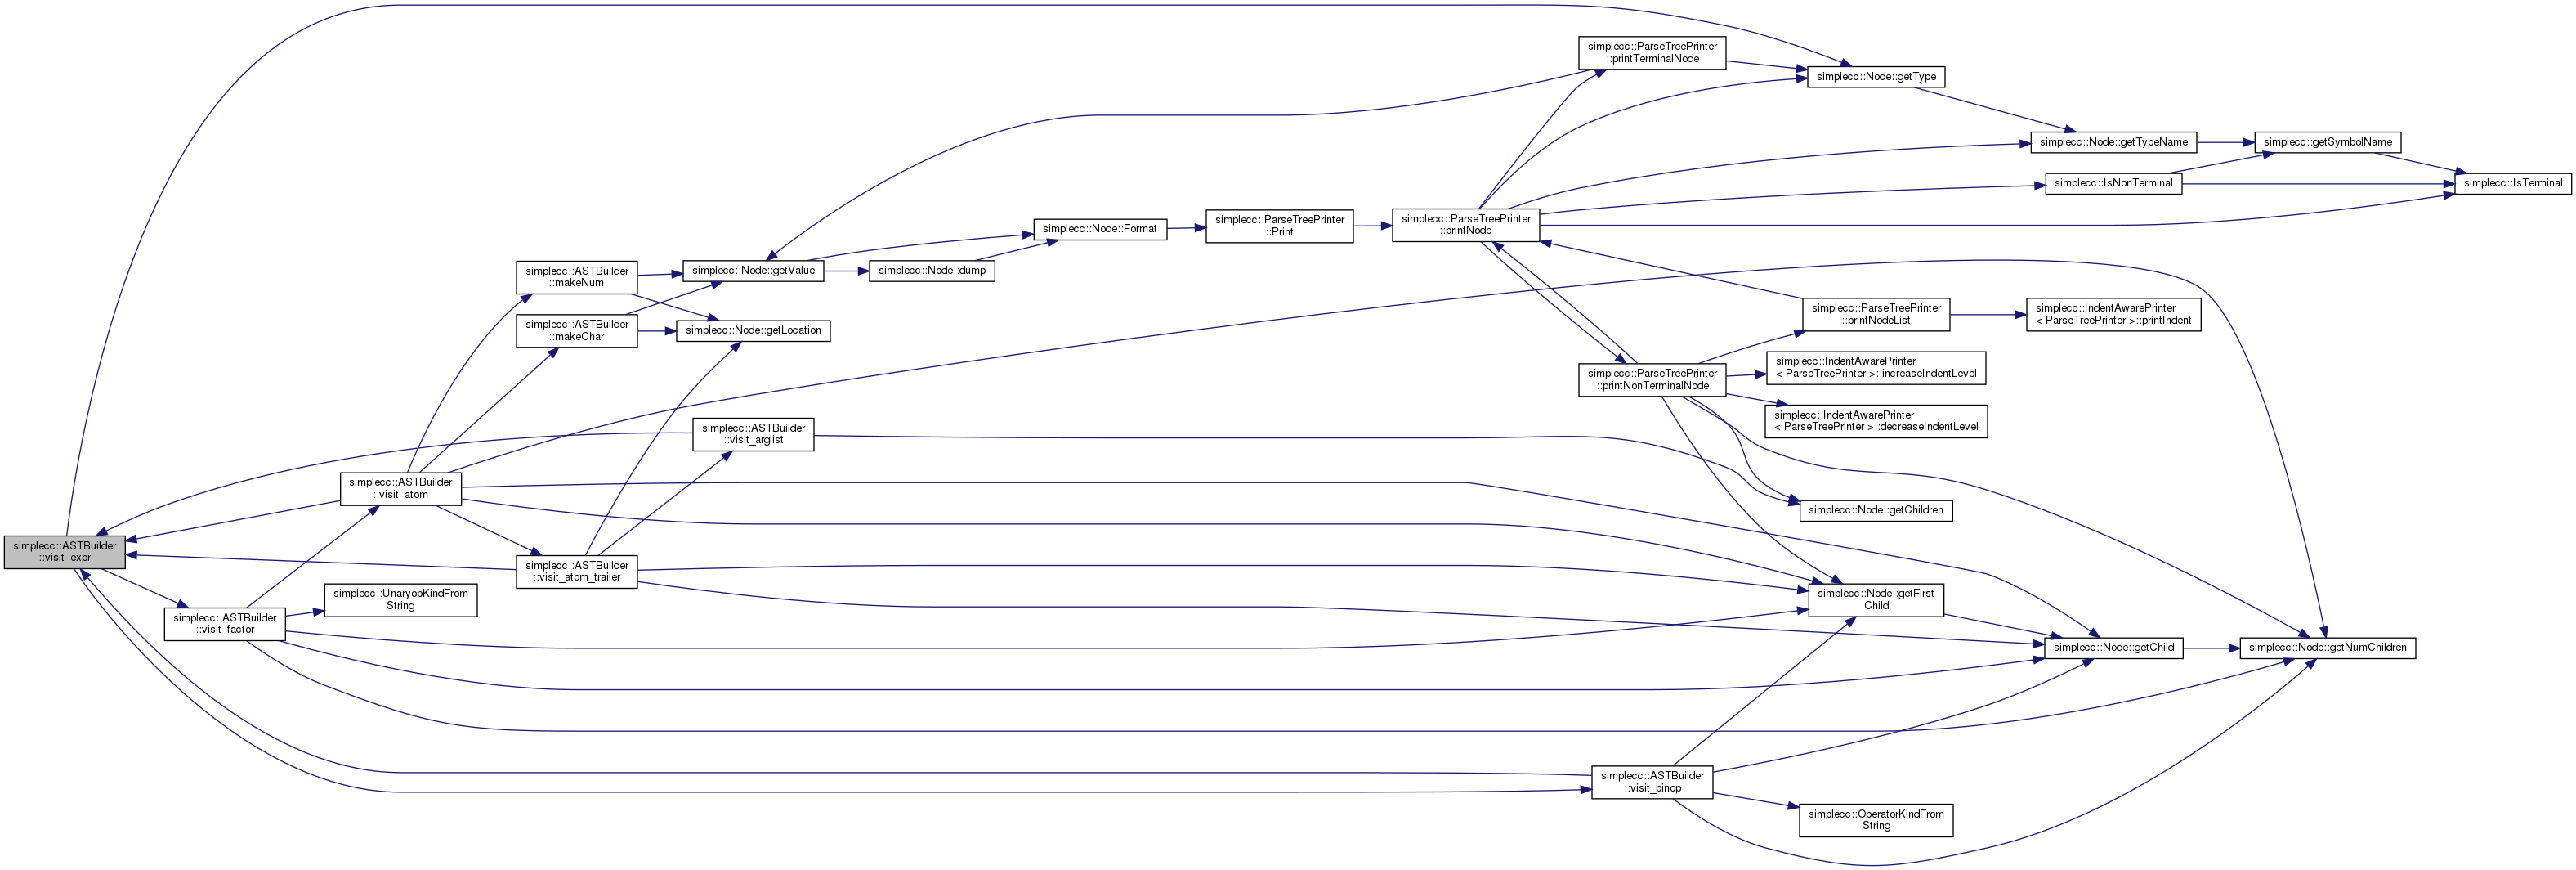 simplecc::ParseTreePrinter
::printTerminalNode
simplecc::Node::getType
simplecc::Node::getTypeName
simplecc::getSymbolName
simplecc::IsNonTerminal
simplecc::IsTerminal
simplecc::ParseTreePrinter
::Print
simplecc::ParseTreePrinter
::printNode
simplecc::Node::Format
simplecc::ASTBuilder
::makeNum
simplecc::Node::getValue
simplecc::Node::dump
simplecc::ASTBuilder
::makeChar
simplecc::Node::getLocation
simplecc::ParseTreePrinter
::printNodeList
simplecc::IndentAwarePrinter
< ParseTreePrinter >::printIndent
simplecc::ParseTreePrinter
::printNonTerminalNode
simplecc::IndentAwarePrinter
< ParseTreePrinter >::increaseIndentLevel
simplecc::IndentAwarePrinter
< ParseTreePrinter >::decreaseIndentLevel
simplecc::ASTBuilder
::visit_arglist
simplecc::ASTBuilder
::visit_atom
simplecc::Node::getChildren
simplecc::ASTBuilder
::visit_expr
simplecc::ASTBuilder
::visit_atom_trailer
simplecc::UnaryopKindFrom
String
simplecc::Node::getFirst
Child
simplecc::ASTBuilder
::visit_factor
simplecc::Node::getChild
simplecc::Node::getNumChildren
simplecc::ASTBuilder
::visit_binop
simplecc::OperatorKindFrom
String